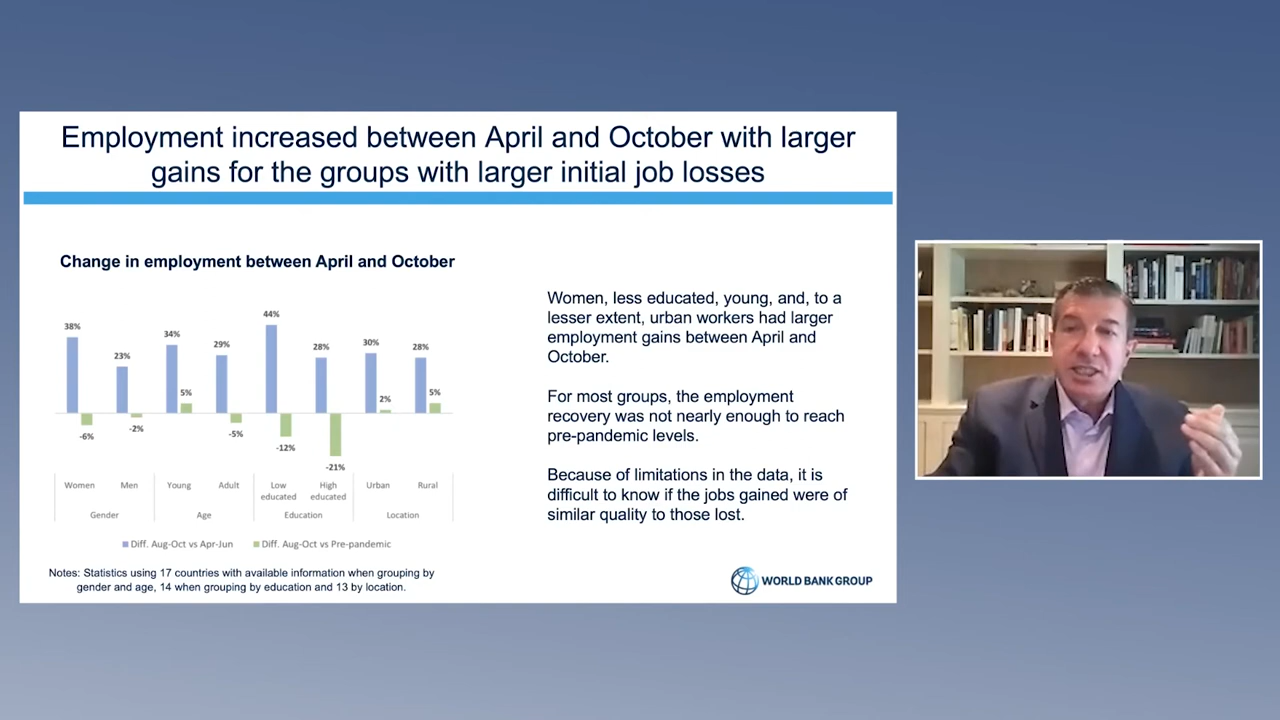 Employment increased between April and October with larger
gains for the groups with larger initial job losses
Change in employment between April and October
44%
38%
34%
29%
28%
30%
28%
23%
5%
2%
5%
-6%
-2%
-5%
-12%
-21%
Women
Men
Young
Adult
Low
educated
High
educated
Urban
Rural
Gender
Age
Education
Location
Diff. Aug-Oct vs Apr-Jun
Diff. Aug-Oct vs Pre-pandemic
Notes: Statistics using 17 countries with available information when grouping by
gender and age, 14 when grouping by education and 13 by location.
Women, less educated, young, and, to a
lesser extent, urban workers had larger
employment gains between April and
October.
For most groups, the employment
recovery was not nearly enough to reach
pre-pandemic levels.
Because of limitations in the data, it is
difficult to know if the jobs gained were of
similar quality to those lost.
WORLD BANK GROUP